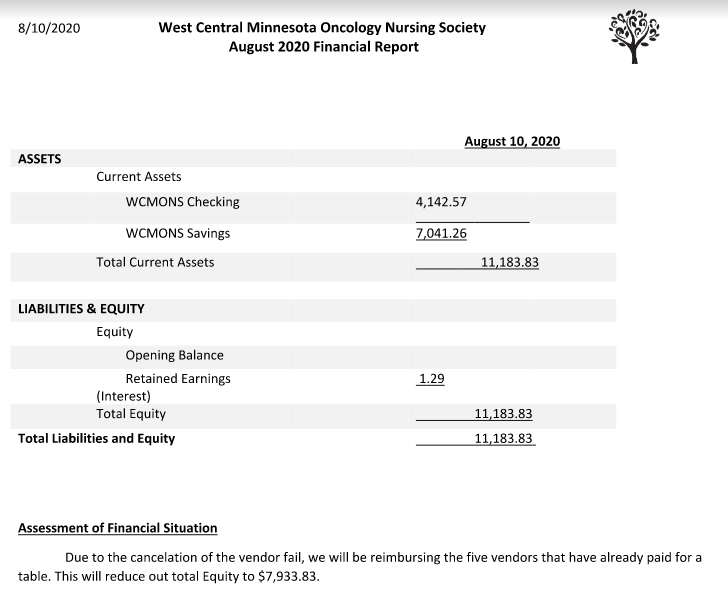 8/10/2020 West Central Minnesota Oncology Nursing Society
August 2020 Financial Report
August 10, 2020
ASSETS
Current Assets
WCMONS Checking 4,142.57
WCMONS Savings 7,041.26
Total Current Assets 11,183.83
LIABILITIES & EQUITY
Equity
Opening Balance
Retained Earnings 1.29
(Interest)
Total Equity 11,183.83
Total Liabilities and Equity 11,183.83
Assessment of Financial Situation
Due to the cancelation of the vendor fail, we will be reimbursing the five vendors that have already paid for a
table. This will reduce out total Equity to $7,933.83.